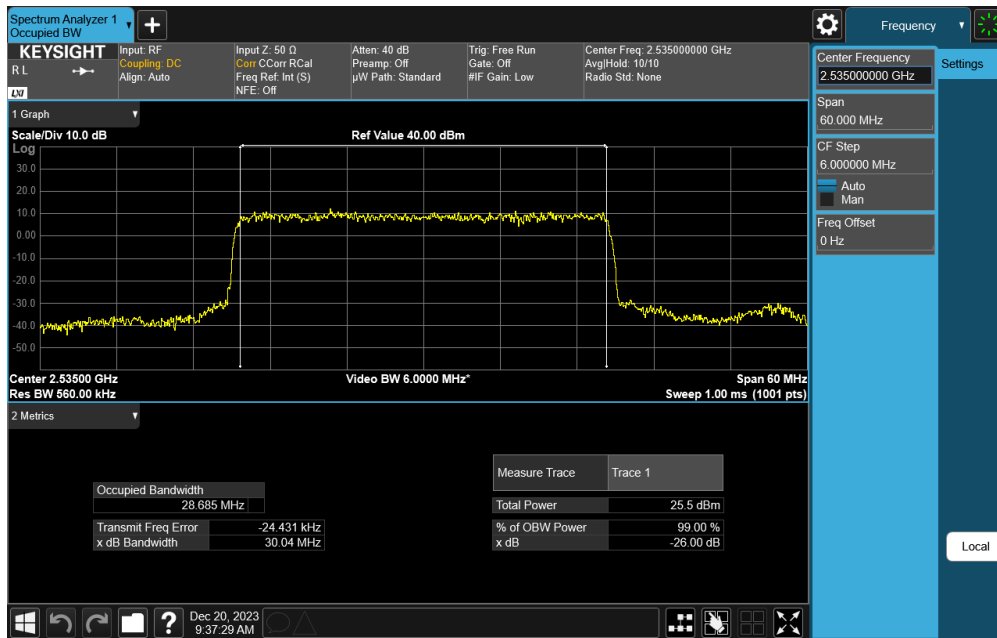 Spectrum Analyzer 1
Occupied BW
Frequency
KEYSIGHT
R L
LXI
Input: RF
Coupling: DC
Align: Auto
Input Z: 50 Ω
Corr CCorr RCal
Freq Ref: Int (S)
NFE: Off
Atten: 40 dB
Preamp: Off
µW Path: Standard
Trig: Free Run
Gate: Off
#IF Gain: Low
Center Freq: 2.535000000 GHz
Avg|Hold: 10/10
Radio Std: None
Center Frequency
2.535000000 GHz
Settings
Span
60.000 MHz
CF Step
6.000000 MHz
Auto
Man
Freq Offset
0 Hz
Local
1 Graph
Scale/Div 10.0 dB
Ref Value 40.00 dBm
Log
30.0
20.0
10.0
0.00
-10.0
-20.0
-30.0
-40.0
-50.0
Center 2.53500 GHz
Video BW 6.0000 MHz*
Span 60 MHz
Res BW 560.00 kHz
Sweep 1.00 ms (1001 pts)
2 Metrics
Measure Trace
Trace 1
Occupied Bandwidth
28.685 MHz
Total Power
25.5 dBm
Transmit Freq Error
-24.431 kHz
% of OBW Power
99.00 %
x dB Bandwidth
30.04 MHz
x dB
-26.00 dB
?
Dec 20, 2023
9:37:29 AM